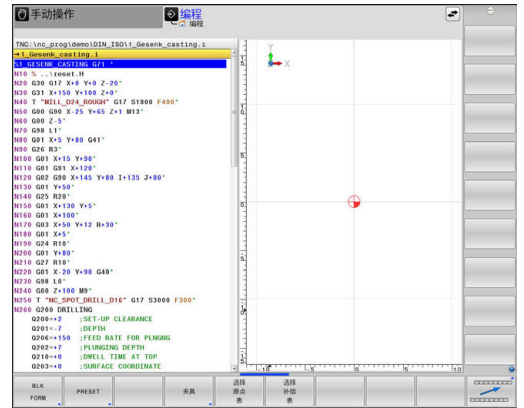 手动操作
编程
编程
TNC:\nc_prog\demo\DIN_ISO\1_Gesenk_casting.i
→1_Gesenk_casting.i
%1_GESENK_CASTING G71 *
N10 % ..\reset.H
N20 G30 G17 X+0 Y+0 Z-20*
N30 G31 X+150 Y+100 Z+0*
N40 T "MILL_D24_ROUGH" G17 S1800 F400*
N50 G00 G90 X-25 Y+65 Z+1 M13*
N60 G00 Z-5*
N70 G98 L1*
N80 G01 X+5 Y+80 G41*
N90 G26 R3*
N100 G01 X+15 Y+90*
N110 G01 G91 X+120*
N120 G02 G90 X+145 Y+80 I+135 J+80*
N130 G01 Y+50*
N140 G25 R20*
N150 G01 X+130 Y+5*
N160 G01 X+100*
N170 G03 X+50 Y+12 R+30*
N180 G01 X+5*
N190 G24 R10*
N200 G01 Y+80*
N210 G27 R10*
N220 G01 X-20 Y+90 G40*
N230 G98 L0*
N240 G00 Z+100 M9*
N250 T "NC_SPOT_DRILL_D16" G17 S3000 F300*
N260 G200 DRILLING
Q200=+2 ;SET-UP CLEARANCE
Q201=-7 ;DEPTH
Q206=+150 ;FEED RATE FOR PLNGNG
Q202=+7 ;PLUNGING DEPTH
Q210=+0 ;DWELL TIME AT TOP
Q203=+0 ;SURFACE COORDINATE
Y
X
-10
-5
0
5
10
BLK
FORM
PRESET
夹具
选择
原点
表
选择
补偿
表